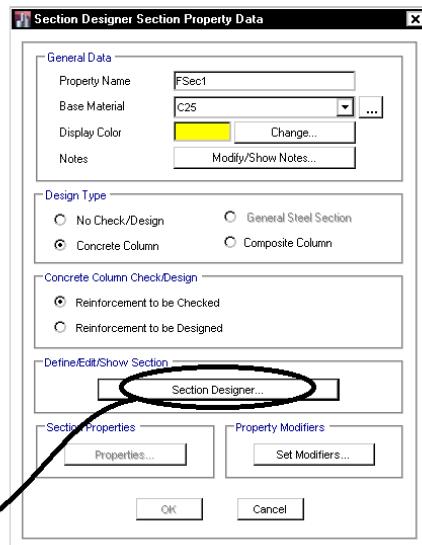 Section Designer Section Property Data
General Data
Property Name FSec1
Base Material C25 ...
Display Color Change...
Notes Modify/Show Notes...
Design Type
No Check/Design General Steel Section
Concrete Column Composite Column
Concrete Column Check/Design
Reinforcement to be Checked
Reinforcement to be Designed
Define/Edit/Show Section
Section Designer...
Section Properties Property Modifiers
Properties... Set Modifiers...
OK Cancel